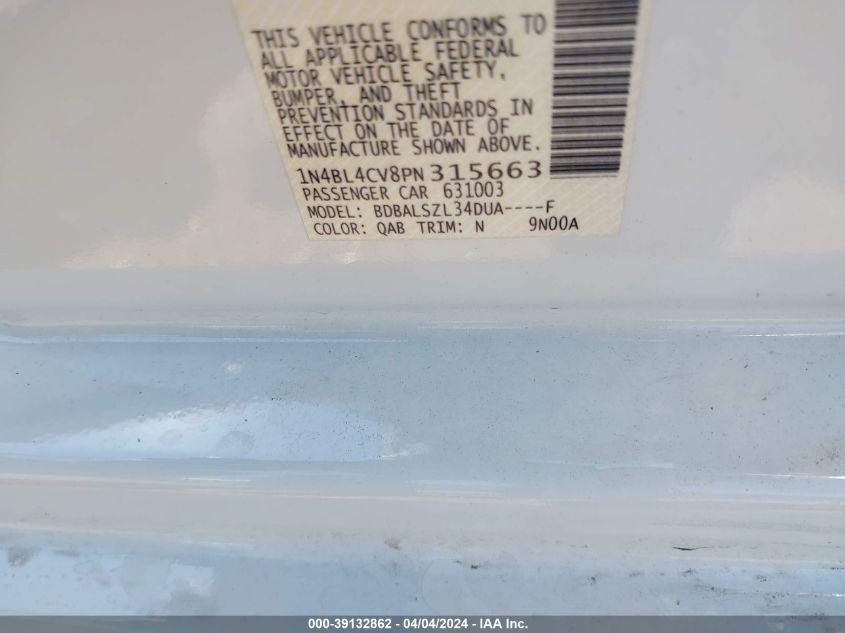 THIS VEHICLE CONFORMS TO
ALL APPLICABLE FEDERAL
MOTOR VEHICLE SAFETY,
BUMPER, AND THEFT
PREVENTION STANDARDS IN
EFFECT ON THE DATE OF
MANUFACTURE SHOWN ABOVE.
1N4BL4CV8PN315663
PASSENGER CAR 631003
MODEL: BDBALSZL34DUA----F
COLOR: QAB TRIM: N 9N00A
000-39132862 - 04/04/2024 - IAA Inc.